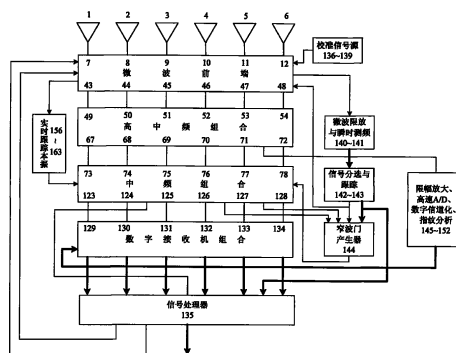 1 2 3 4 5 6
7 8 9 10 11 12
微波前端
43 44 45 46 47 48
校准信号源
136~139
49 50 51 52 53 54
高中频组合
67 68 69 70 71 72
实时跟踪本振
156~163
微波限放
与瞬时测频
140~141
73 74 75 76 77 78
中频组合
123 124 125 126 127 128
信号分选与
跟踪
142~143
限幅放大、
高速A/D、
数字信道化、
指纹分析
145~152
129 130 131 132 133 134
数字接收机组合
窄波门
产生器
144
信号处理器
135